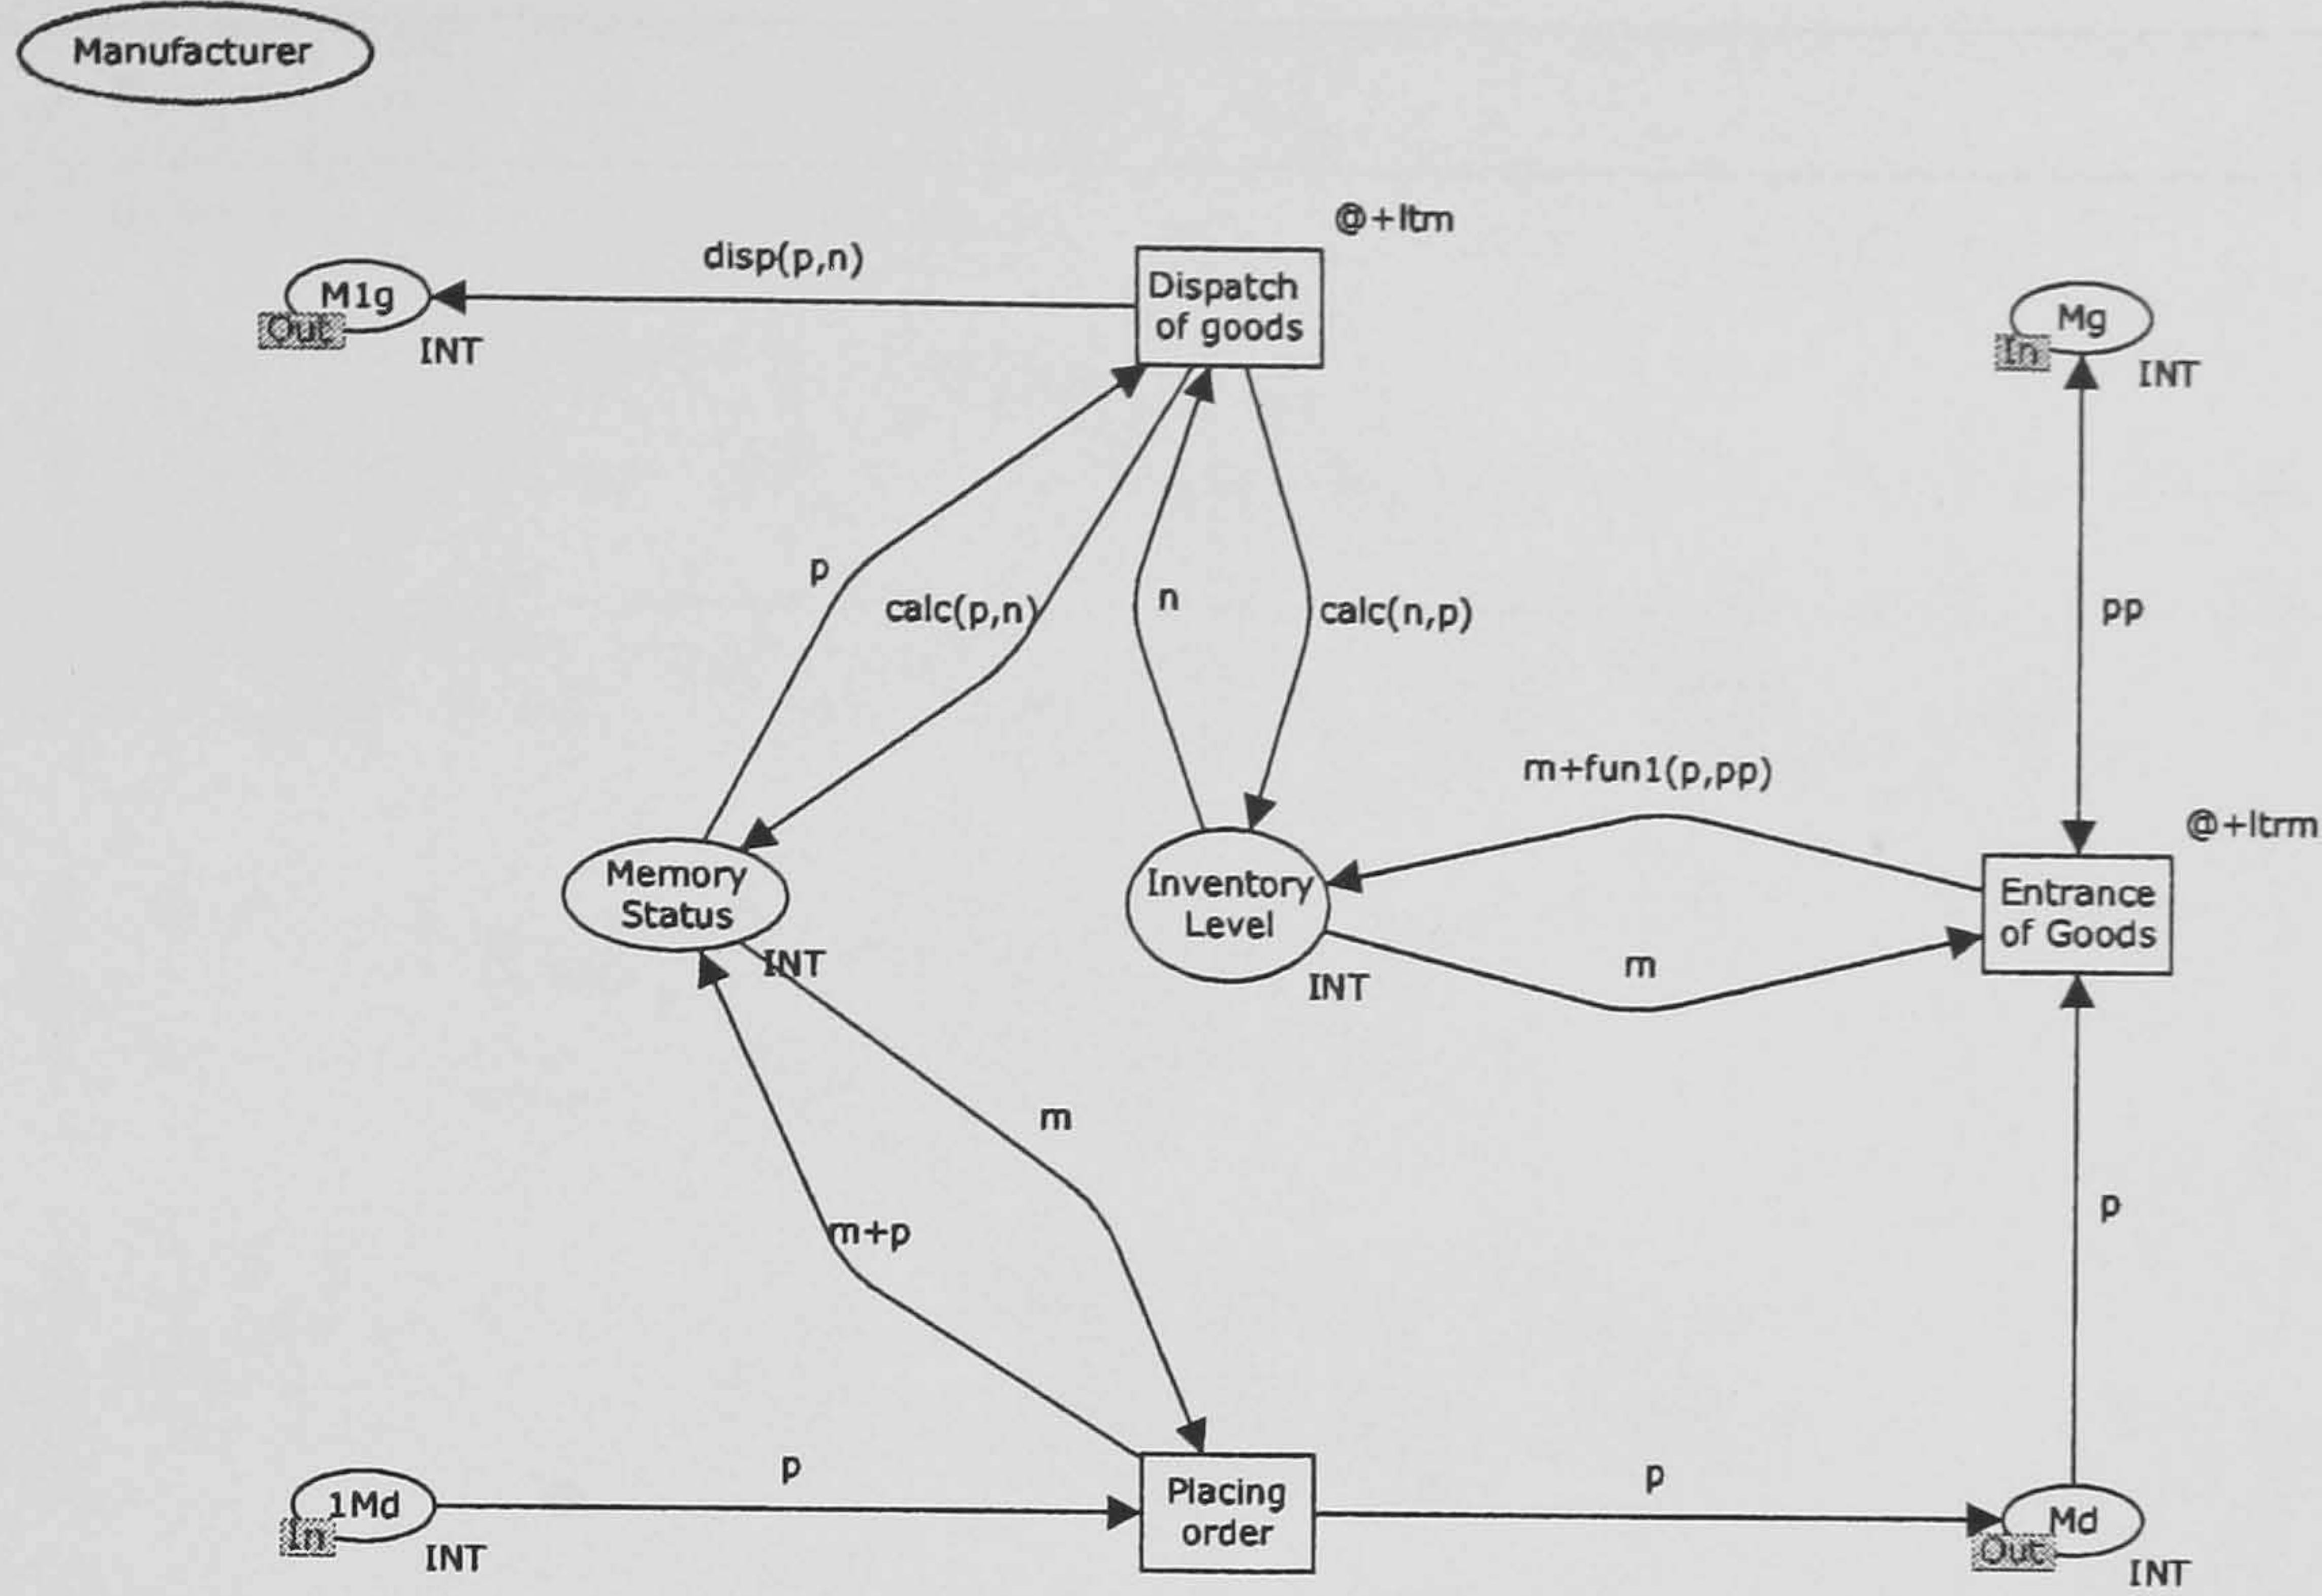 Manufacturer
@+ltm
disp(p,n)
Dispatch
of goods
M1g
Out
INT
Mg
In
INT
p
calc(p,n)
n
calc(n,p)
pp
m+fun1(p,pp)
@+ltrm
Memory
Status
INT
Inventory
Level
INT
Entrance
of Goods
m
m
m+p
p
p
p
1Md
In
INT
Placing
order
Md
Out
INT